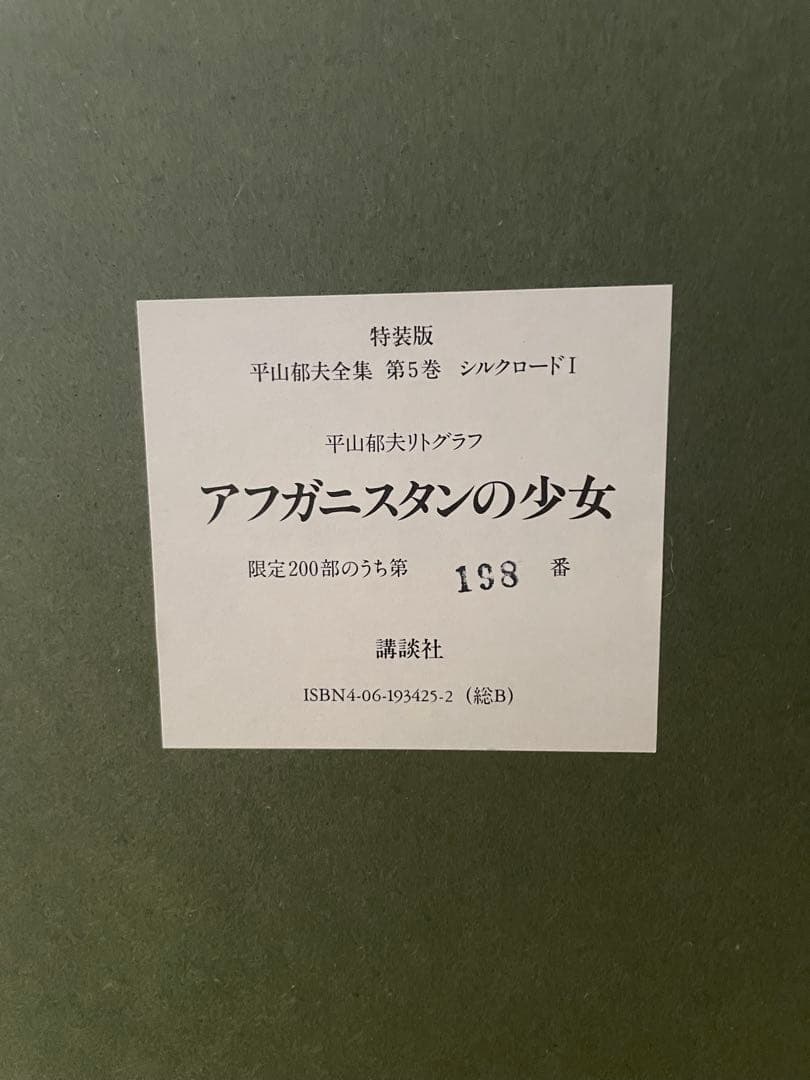 特装版
平山郁夫全集 第5巻 シルクロードI
平山郁夫リトグラフ
アフガニスタンの少女
限定200部のうち第 198 番
講談社
ISBN4-06-193425-2 (総B)